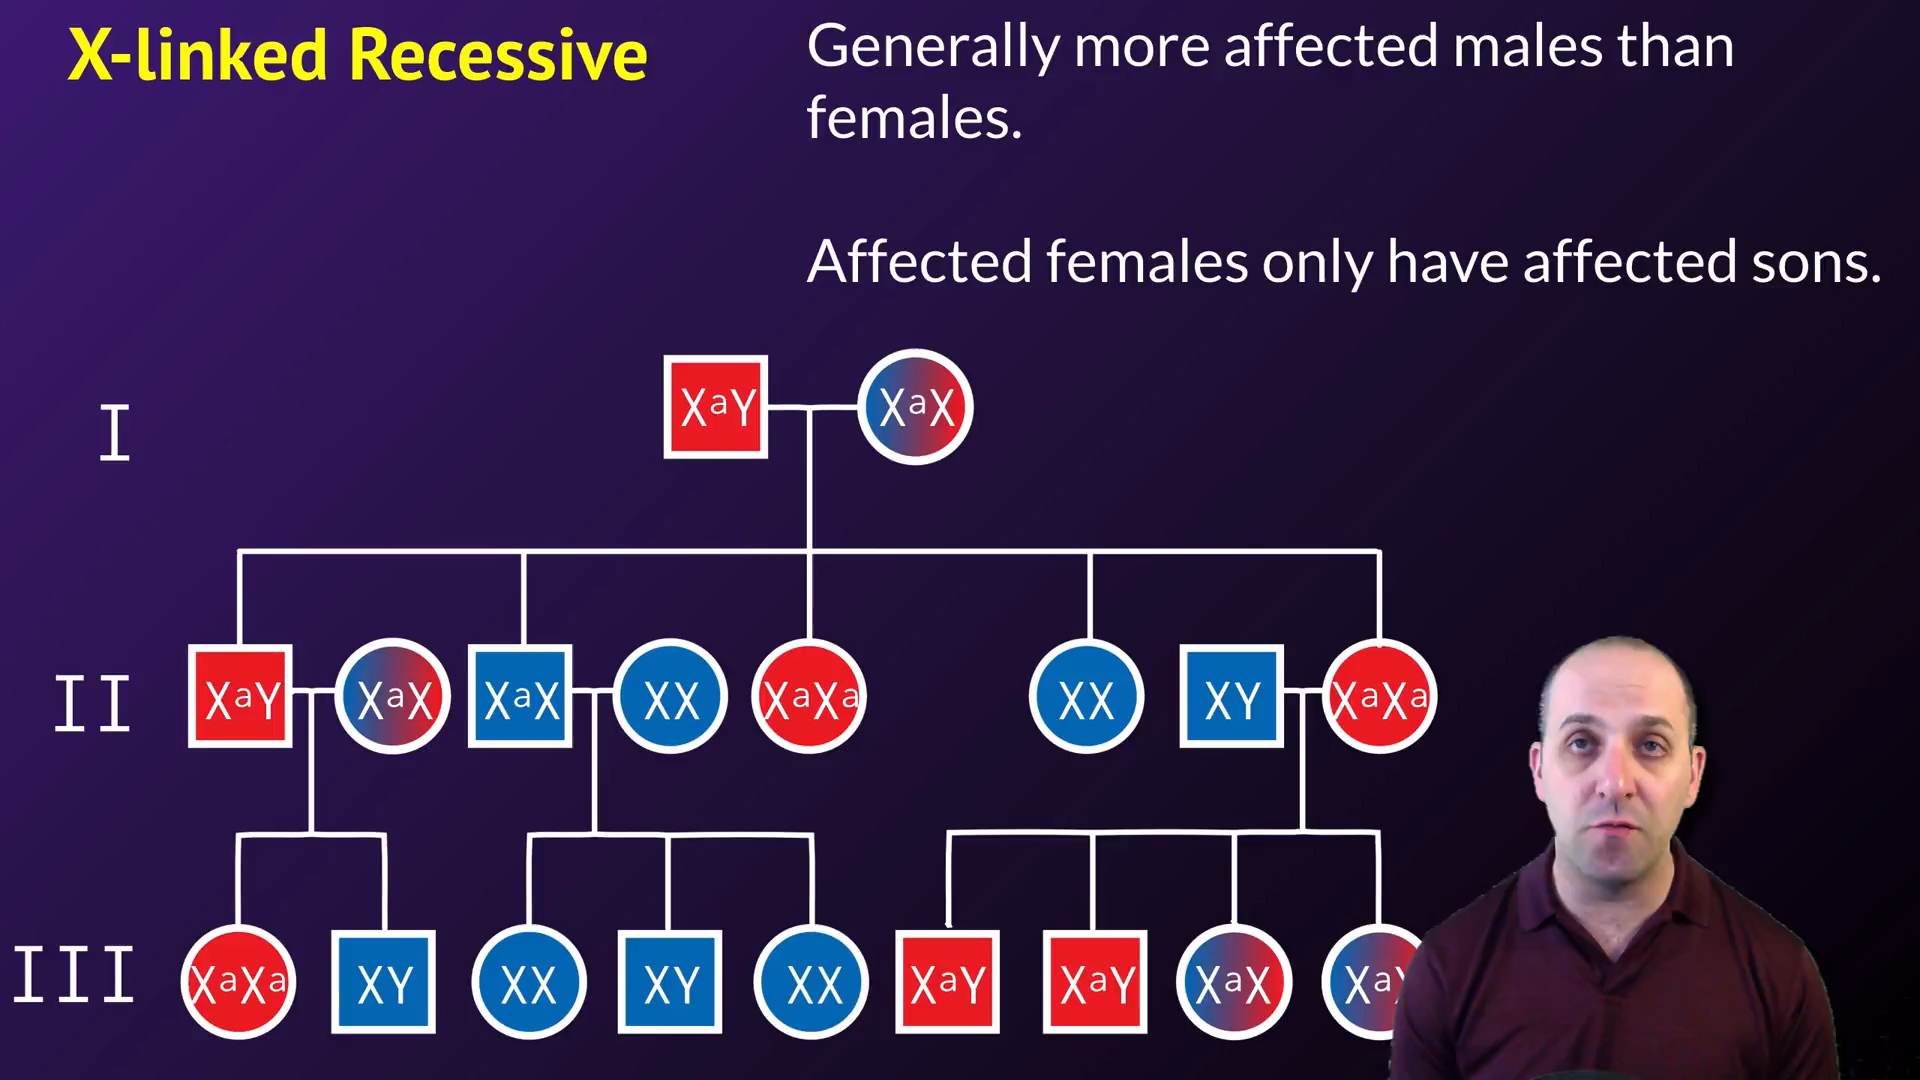 X-linked Recessive
Generally more affected males than
females.
Affected females only have affected sons.
I
XᵃY XᵃX
II
XᵃY XᵃX XᵃX XX XᵃXᵃ XX XY XᵃXᵃ
III
XᵃXᵃ XY XX XY XX XᵃY XᵃY XᵃX